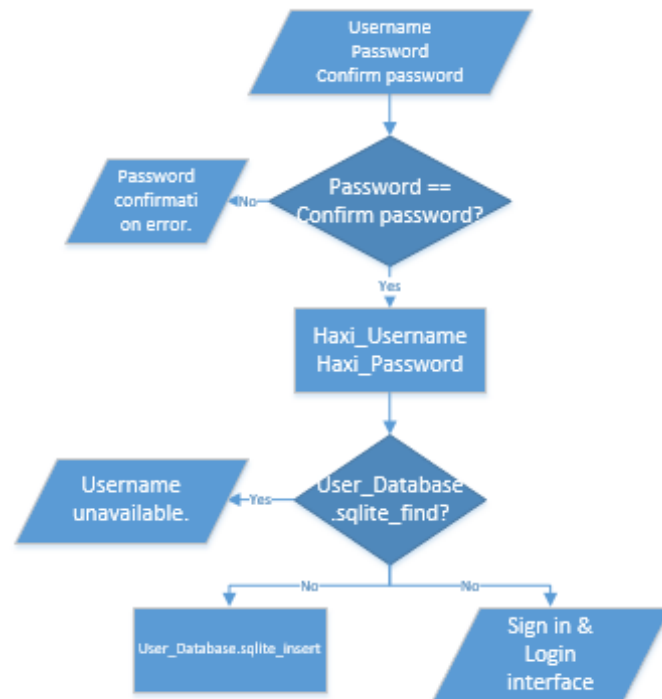 Username
Password
Confirm password
Password ==
Confirm password?
Password
confirmati
on error.
No
Yes
Haxi_Username
Haxi_Password
User_Database
.sqlite_find?
Username
unavailable.
Yes
No
No
User_Database.sqlite_insert
Sign in &
Login
interface